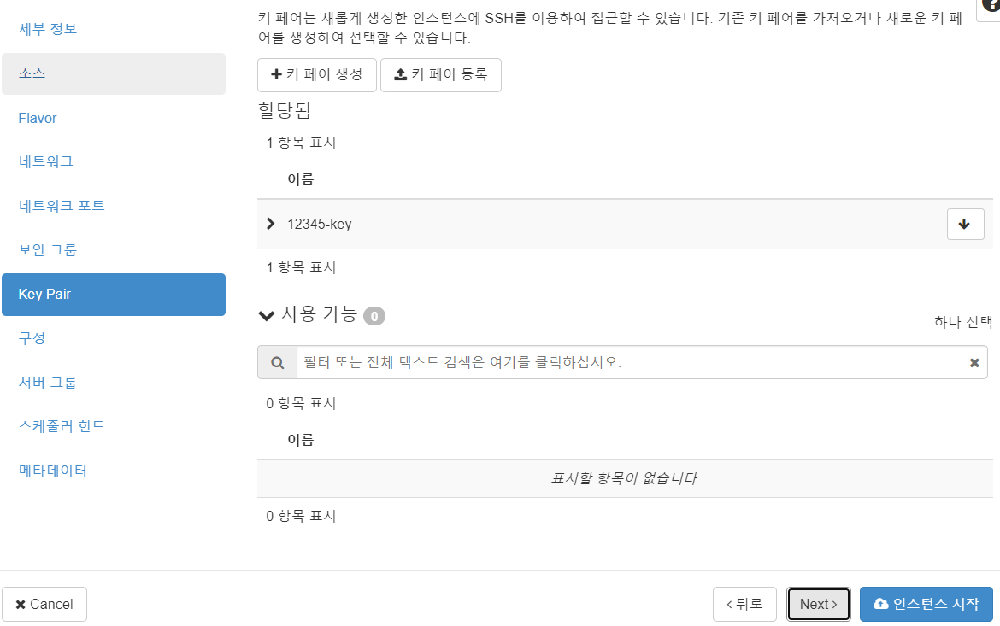 세부 정보
소스
Flavor
네트워크
네트워크 포트
보안 그룹
Key Pair
구성
서버 그룹
스케줄러 힌트
메타데이터
키 페어는 새롭게 생성한 인스턴스에 SSH를 이용하여 접근할 수 있습니다. 기존 키 페어를 가져오거나 새로운 키 페
어를 생성하여 선택할 수 있습니다.
키 페어 생성 키 페어 등록
할당됨
1 항목 표시
이름
12345-key
1 항목 표시
사용 가능 0
하나 선택
필터 또는 전체 텍스트 검색은 여기를 클릭하십시오.
0 항목 표시
이름
표시할 항목이 없습니다.
0 항목 표시
Cancel ‹ 뒤로 Next › 인스턴스 시작